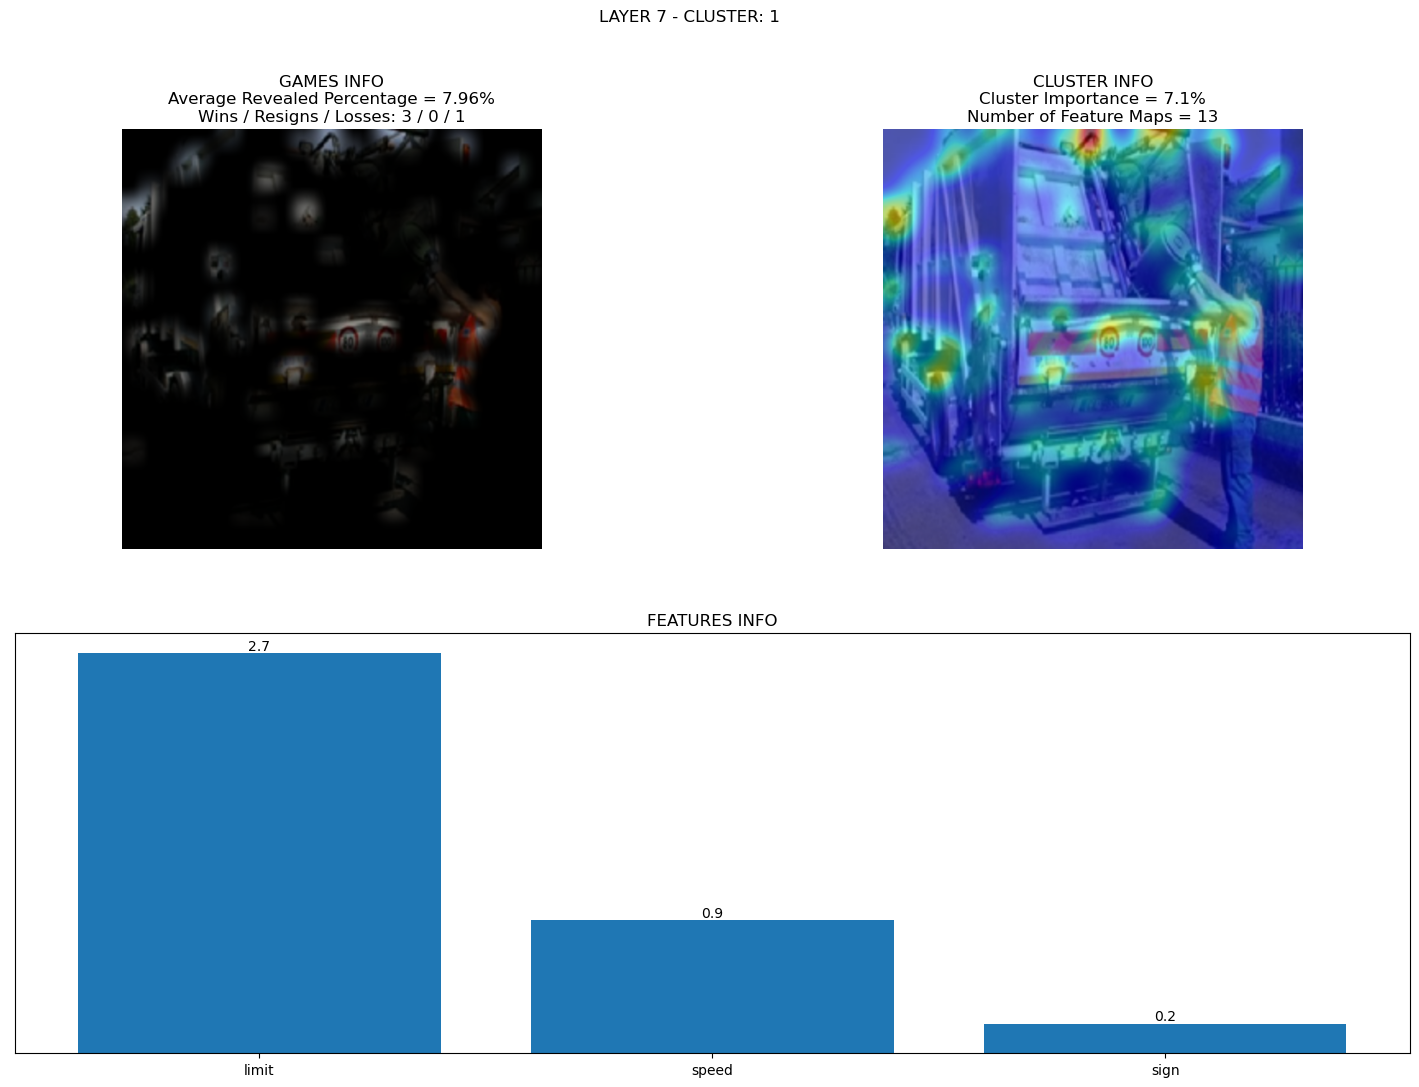 LAYER 7 - CLUSTER: 1
GAMES INFO
Average Revealed Percentage = 7.96%
Wins / Resigns / Losses: 3 / 0 / 1
CLUSTER INFO
Cluster Importance = 7.1%
Number of Feature Maps = 13
FEATURES INFO
2.7
0.9
0.2
limit
speed
sign